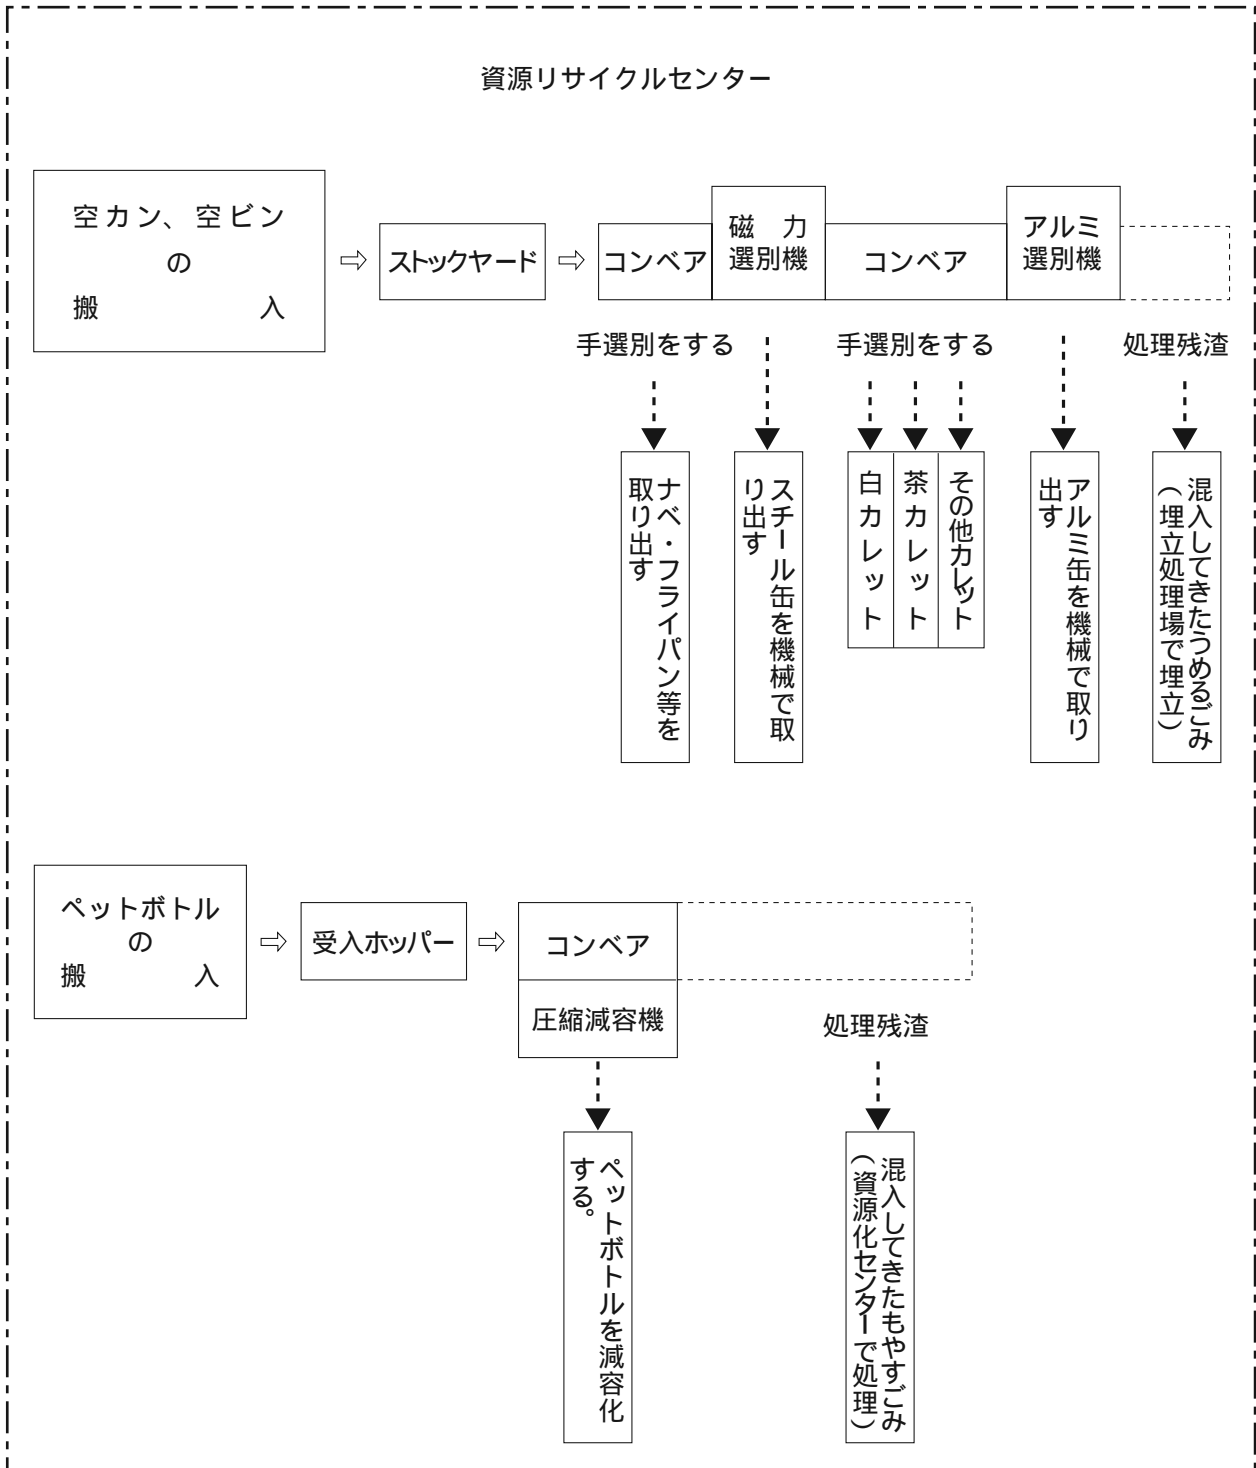 資源リサイクルセンター
空カン、空ビン
の
搬入
⇨
ストックヤード
⇨
コンベア
磁力
選別機
コンベア
アルミ
選別機
手選別をする
手選別をする
処理残渣
ナベ・フライパン等を
取り出す
スチール缶を機械で取
り出す
白カレット
茶カレット
その他カレット
アルミ缶を機械で取り
出す
混入してきたうめるごみ
（埋立処理場で埋立）
ペットボトル
の
搬入
⇨
受入ホッパー
⇨
コンベア
圧縮減容機
処理残渣
ペットボトルを減容化
する。
混入してきたもやすごみ
（資源化センターで処理）